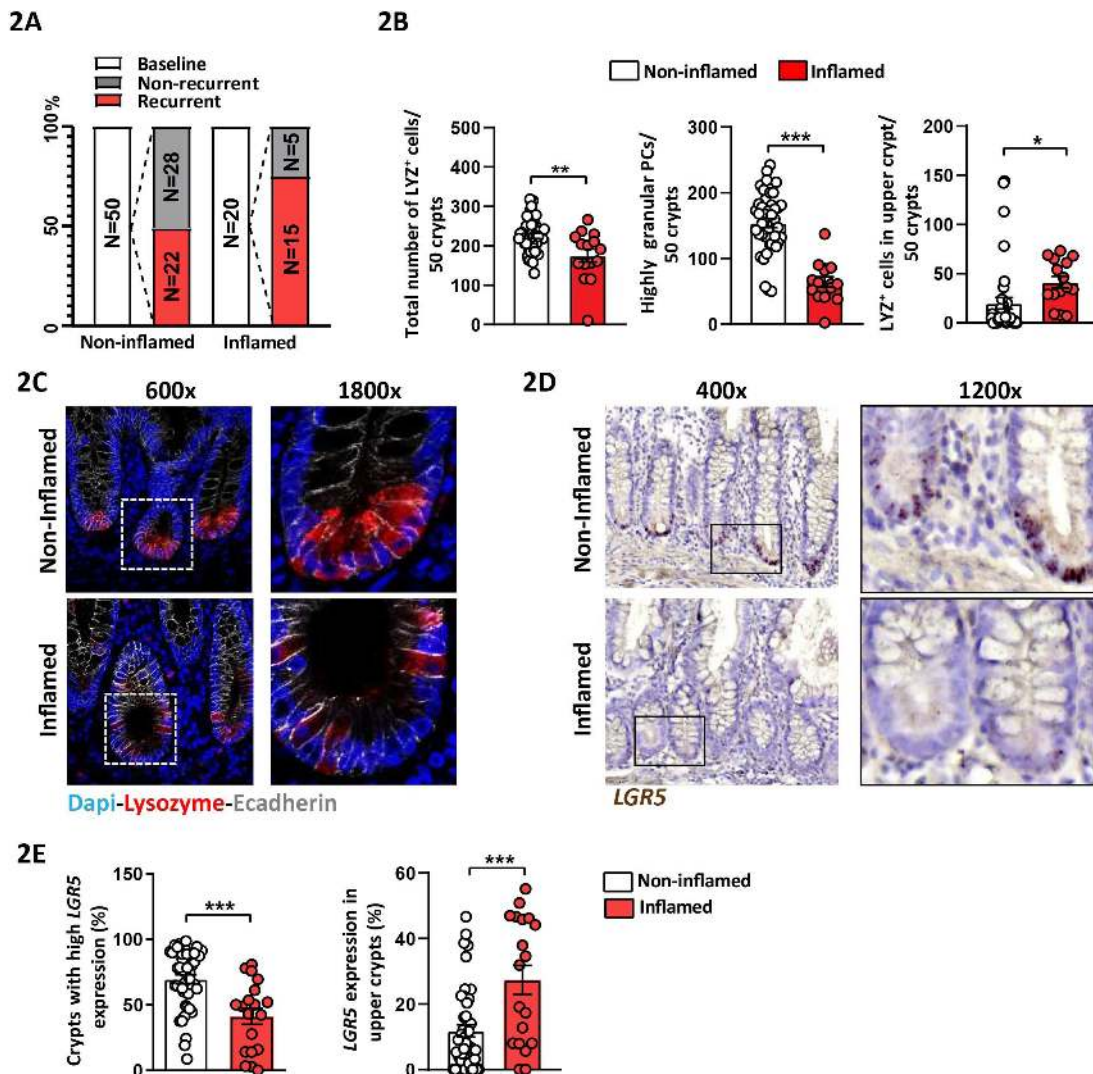 2A
Baseline
Non-recurrent
Recurrent
100%
50
0
N=50
N=28
N=22
N=20
N=5
N=15
Non-inflamed
Inflamed
2B
Non-inflamed
Inflamed
Total number of LYZ⁺ cells/
50 crypts
500
400
300
200
100
0
**
Highly granular PCs/
50 crypts
300
200
100
0
***
LYZ⁺ cells in upper crypt/
50 crypts
200
150
100
50
0
*
2C
600x
1800x
Non-Inflamed
Inflamed
Dapi-Lysozyme-Ecadherin
2D
400x
1200x
Non-Inflamed
Inflamed
LGR5
2E
Crypts with high LGR5
expression (%)
150
100
50
0
***
LGR5 expression in
upper crypts (%)
60
40
20
0
***
Non-inflamed
Inflamed